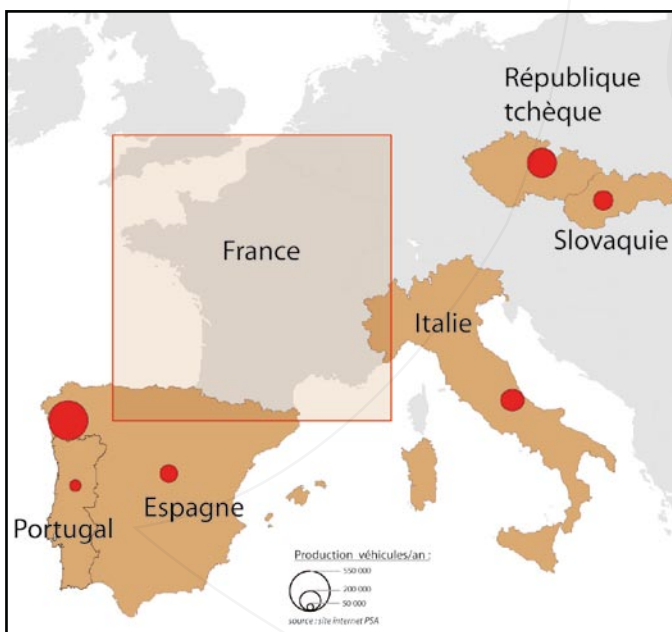 République
tchèque
Slovaquie
France
Italie
Espagne
Portugal
Production véhicules/an :
550 000
200 000
50 000
source : site internet PSA